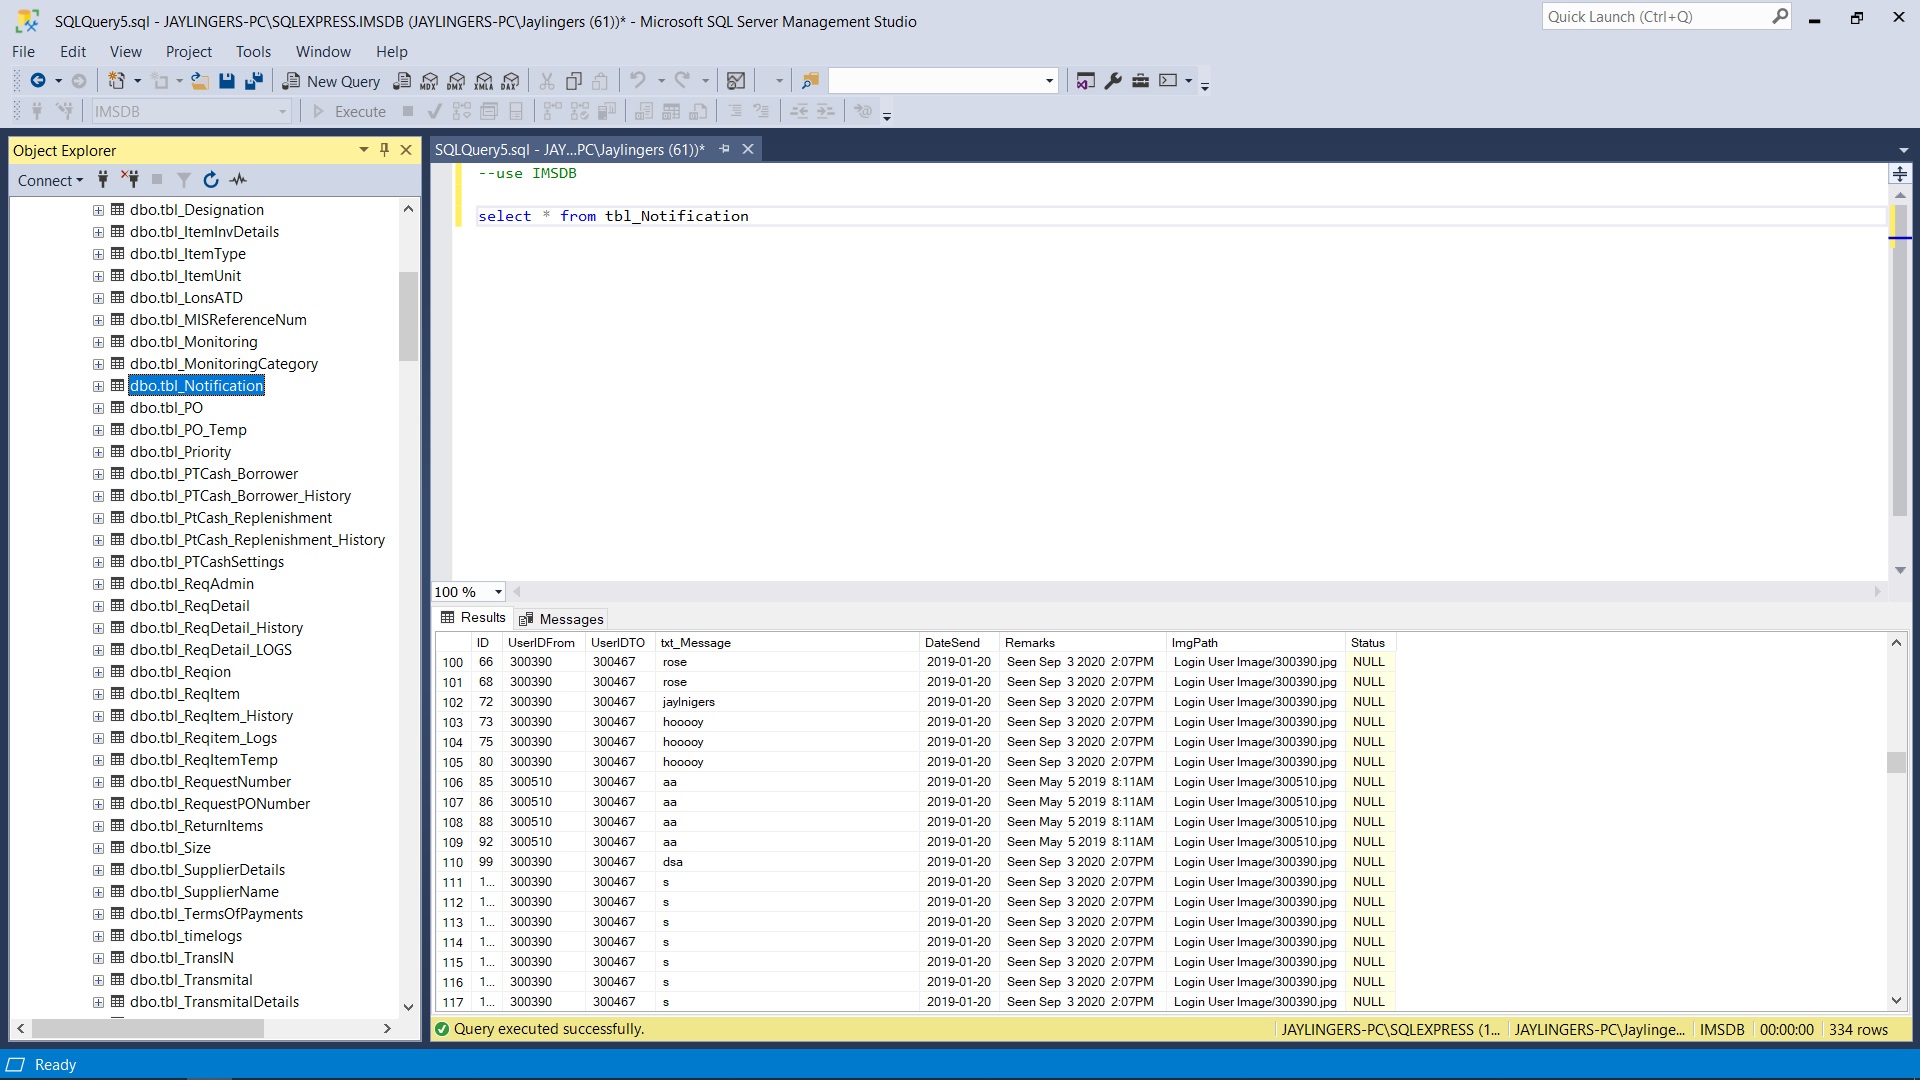 SQLQuery5.sql - JAYLINGERS-PC\SQLEXPRESS.IMSDB (JAYLINGERS-PC\Jaylingers (61))* - Microsoft SQL Server Management Studio
Quick Launch (Ctrl+Q)
File Edit View Project Tools Window Help
New Query MDX DMX XMLA DAX
IMSDB Execute
Object Explorer
Connect
dbo.tbl_Designation
dbo.tbl_ItemInvDetails
dbo.tbl_ItemType
dbo.tbl_ItemUnit
dbo.tbl_LonsATD
dbo.tbl_MISReferenceNum
dbo.tbl_Monitoring
dbo.tbl_MonitoringCategory
dbo.tbl_Notification
dbo.tbl_PO
dbo.tbl_PO_Temp
dbo.tbl_Priority
dbo.tbl_PTCash_Borrower
dbo.tbl_PTCash_Borrower_History
dbo.tbl_PtCash_Replenishment
dbo.tbl_PtCash_Replenishment_History
dbo.tbl_PTCashSettings
dbo.tbl_ReqAdmin
dbo.tbl_ReqDetail
dbo.tbl_ReqDetail_History
dbo.tbl_ReqDetail_LOGS
dbo.tbl_Reqion
dbo.tbl_ReqItem
dbo.tbl_ReqItem_History
dbo.tbl_Reqitem_Logs
dbo.tbl_ReqItemTemp
dbo.tbl_RequestNumber
dbo.tbl_RequestPONumber
dbo.tbl_ReturnItems
dbo.tbl_Size
dbo.tbl_SupplierDetails
dbo.tbl_SupplierName
dbo.tbl_TermsOfPayments
dbo.tbl_timelogs
dbo.tbl_TransIN
dbo.tbl_Transmital
dbo.tbl_TransmitalDetails
SQLQuery5.sql - JAY...PC\Jaylingers (61))*
--use IMSDB
select * from tbl_Notification
100 %
Results Messages
ID UserIDFrom UserIDTO txt_Message DateSend Remarks ImgPath Status
100 66 300390 300467 rose 2019-01-20 Seen Sep 3 2020 2:07PM Login User Image/300390.jpg NULL
101 68 300390 300467 rose 2019-01-20 Seen Sep 3 2020 2:07PM Login User Image/300390.jpg NULL
102 72 300390 300467 jaylnigers 2019-01-20 Seen Sep 3 2020 2:07PM Login User Image/300390.jpg NULL
103 73 300390 300467 hooooy 2019-01-20 Seen Sep 3 2020 2:07PM Login User Image/300390.jpg NULL
104 75 300390 300467 hooooy 2019-01-20 Seen Sep 3 2020 2:07PM Login User Image/300390.jpg NULL
105 80 300390 300467 hooooy 2019-01-20 Seen Sep 3 2020 2:07PM Login User Image/300390.jpg NULL
106 85 300510 300467 aa 2019-01-20 Seen May 5 2019 8:11AM Login User Image/300510.jpg NULL
107 86 300510 300467 aa 2019-01-20 Seen May 5 2019 8:11AM Login User Image/300510.jpg NULL
108 88 300510 300467 aa 2019-01-20 Seen May 5 2019 8:11AM Login User Image/300510.jpg NULL
109 92 300510 300467 aa 2019-01-20 Seen May 5 2019 8:11AM Login User Image/300510.jpg NULL
110 99 300390 300467 dsa 2019-01-20 Seen Sep 3 2020 2:07PM Login User Image/300390.jpg NULL
111 1... 300390 300467 s 2019-01-20 Seen Sep 3 2020 2:07PM Login User Image/300390.jpg NULL
112 1... 300390 300467 s 2019-01-20 Seen Sep 3 2020 2:07PM Login User Image/300390.jpg NULL
113 1... 300390 300467 s 2019-01-20 Seen Sep 3 2020 2:07PM Login User Image/300390.jpg NULL
114 1... 300390 300467 s 2019-01-20 Seen Sep 3 2020 2:07PM Login User Image/300390.jpg NULL
115 1... 300390 300467 s 2019-01-20 Seen Sep 3 2020 2:07PM Login User Image/300390.jpg NULL
116 1... 300390 300467 s 2019-01-20 Seen Sep 3 2020 2:07PM Login User Image/300390.jpg NULL
117 1... 300390 300467 s 2019-01-20 Seen Sep 3 2020 2:07PM Login User Image/300390.jpg NULL
Query executed successfully. JAYLINGERS-PC\SQLEXPRESS (1... JAYLINGERS-PC\Jaylinge... IMSDB 00:00:00 334 rows
Ready